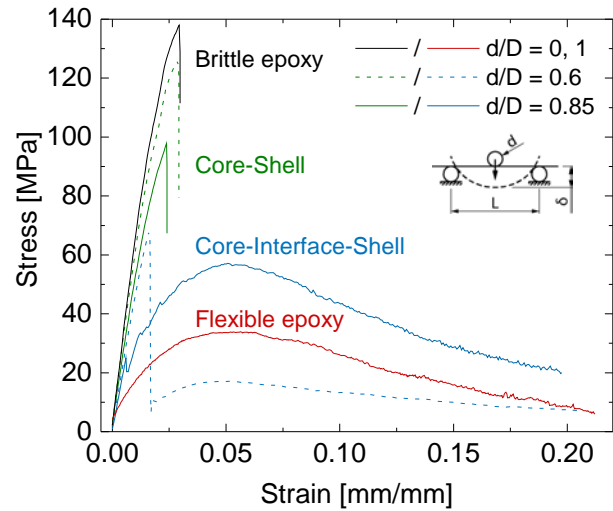 140
120
100
80
60
40
20
0
Stress [MPa]
Brittle epoxy
Core-Shell
Core-Interface-Shell
Flexible epoxy
/ d/D = 0, 1
/ d/D = 0.6
/ d/D = 0.85
d
L
δ
0.00 0.05 0.10 0.15 0.20
Strain [mm/mm]